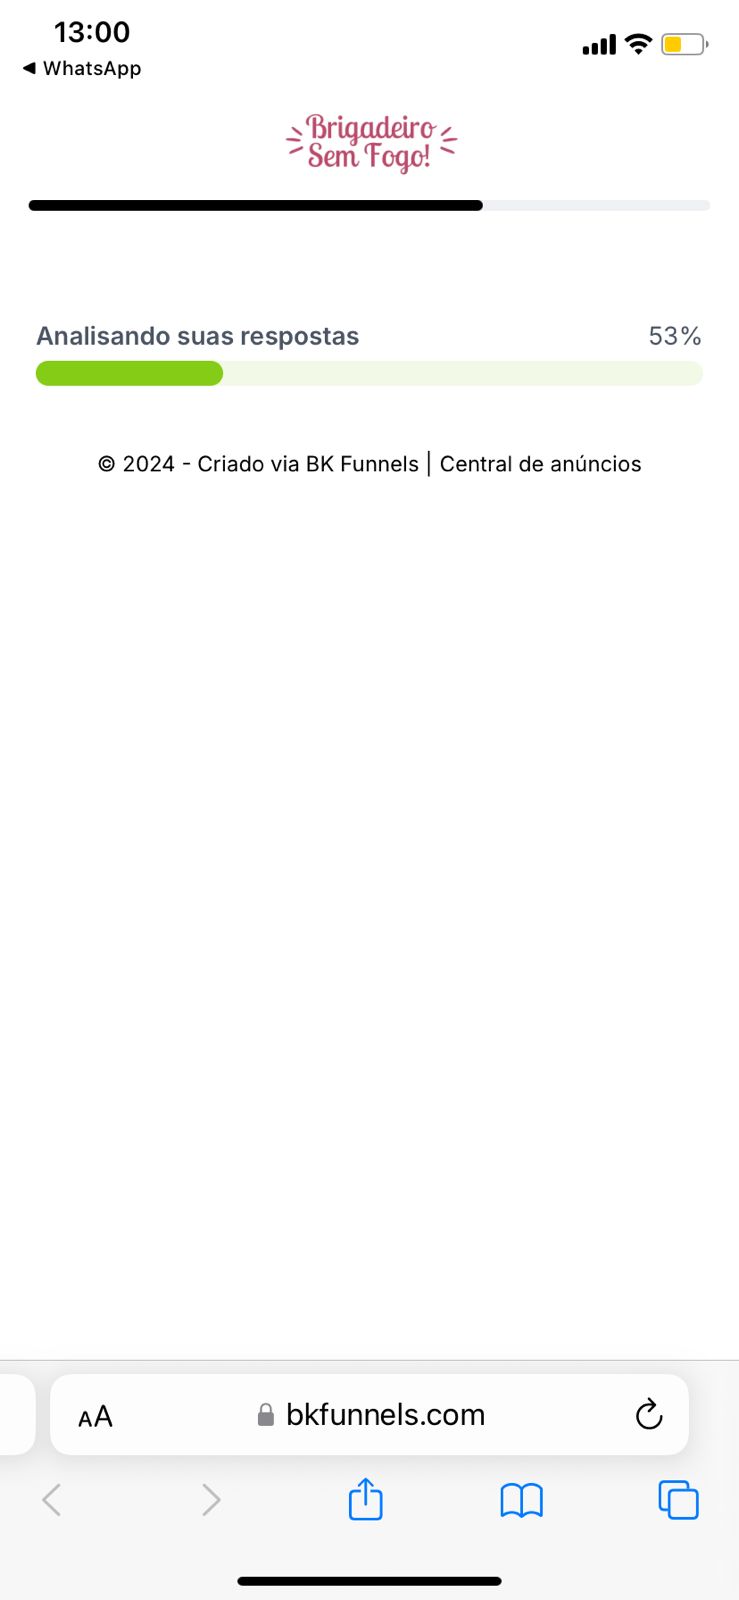 13:00
◀ WhatsApp
Brigadeiro
Sem Fogo!
Analisando suas respostas 53%
© 2024 - Criado via BK Funnels | Central de anúncios
AA bkfunnels.com